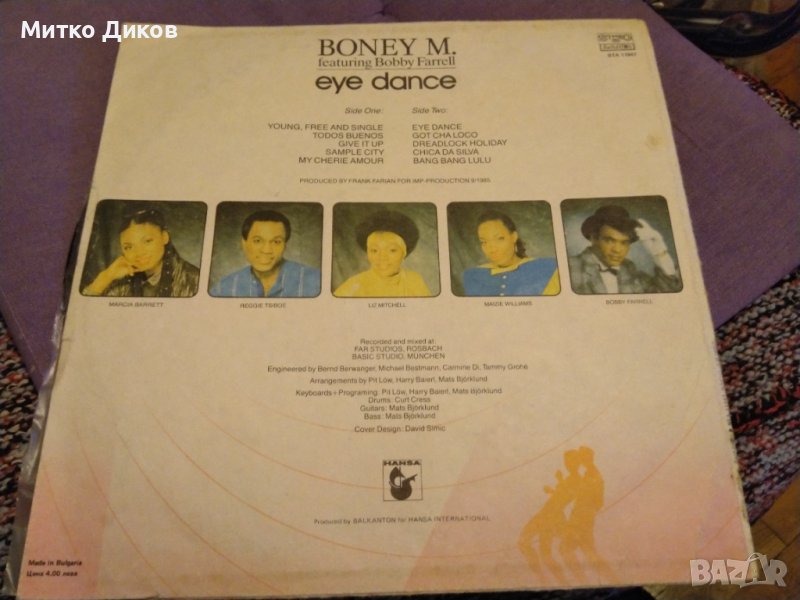 Митко Диков
BONEY M.
featuring Bobby Farrell
eye dance
Side One:
YOUNG, FREE AND SINGLE
TODOS BUENOS
GIVE IT UP
SAMPLE CITY
MY CHERIE AMOUR
Side Two:
EYE DANCE
GOT CHA LOCO
DREADLOCK HOLIDAY
CHICA DA SILVA
BANG BANG LULU
PRODUCED BY FRANK FARIAN FOR IMP-PRODUCTION 9/1985
MARCIA BARRETT
REGGIE TSIBOE
LIZ MITCHELL
MAIZIE WILLIAMS
BOBBY FARRELL
Recorded and mixed at
FAR STUDIOS, ROSBACH
BASIC STUDIO, MÜNCHEN
Engineered by Bernd Berwanger, Michael Bestmann, Carmine Di, Tammy Grohé
Arrangements by Pit Löw, Harry Baierl, Mats Björklund
Keyboards + Programing: Pit Löw, Harry Baierl, Mats Björklund
Drums: Curt Cress
Guitars: Mats Björklund
Bass: Mats Björklund
Cover Design: David Slmic
HANSA
Produced by BALKANTON for HANSA INTERNATIONAL
Made in Bulgaria
Цена 4,00 лева
BAZAR